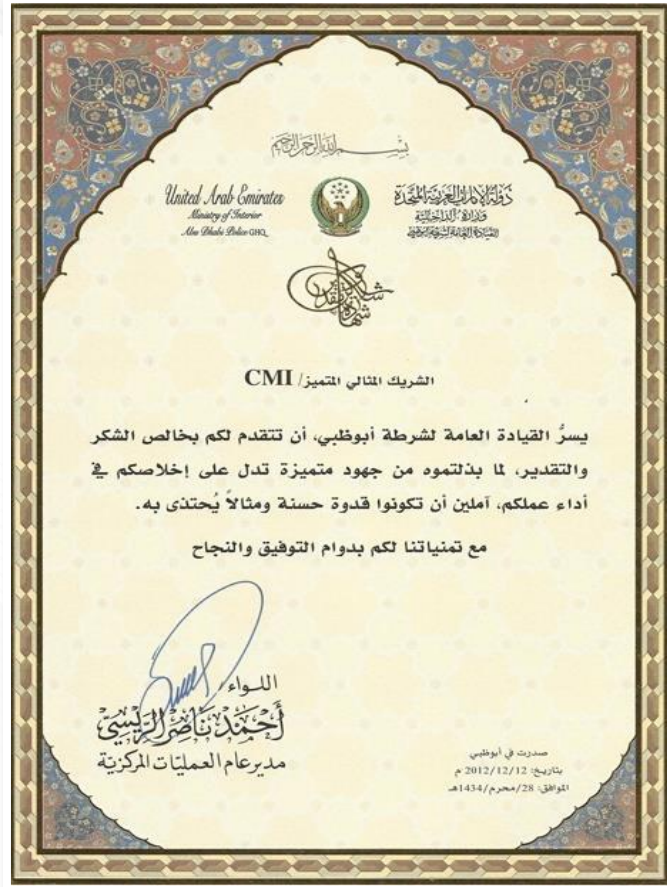 بسم الله الرحمن الرحيم
United Arab Emirates
Ministry of Interior
Abu Dhabi Police GHQ
دولة الإمارات العربية المتحدة
وزارة الداخلية
القيادة العامة لشرطة أبوظبي
شهادة شكر وتقدير
الشريك المثالي المتميز/ CMI
يسرُّ القيادة العامة لشرطة أبوظبي، أن تتقدم لكم بخالص الشكر
والتقدير، لما بذلتموه من جهود متميزة تدل على إخلاصكم في
أداء عملكم، آملين أن تكونوا قدوة حسنة ومثالاً يُحتذى به.
مع تمنياتنا لكم بدوام التوفيق والنجاح
اللواء/
أحمد ناصر الريسي
مدير عام العمليات المركزية
صدرت في أبوظبي
بتاريخ: 2012/12/12 م
الموافق: 28/محرم/1434هـ